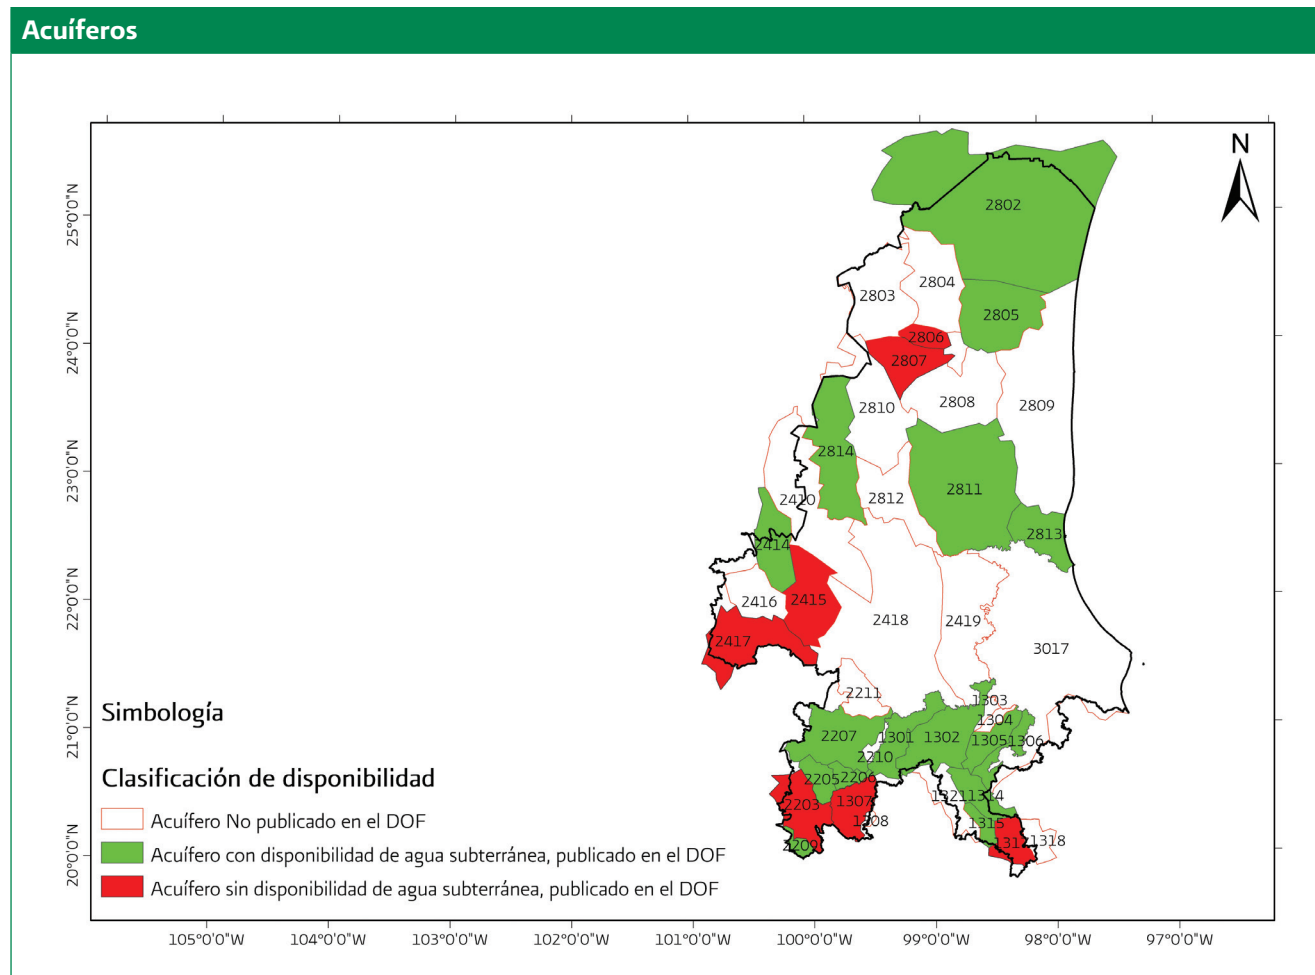 Acuíferos
N
25°0'0"N
24°0'0"N
23°0'0"N
22°0'0"N
21°0'0"N
20°0'0"N
2802
2803
2804
2805
2806
2807
2808
2809
2810
2814
2811
2812
2410
2813
2414
2416
2415
2418
2419
2417
3017
2211
1303
1304
2207
1301
1302
1305
1306
2210
2205
2206
2203
1307
1308
1321
1314
1315
2209
1317
1318
Simbología
Clasificación de disponibilidad
Acuífero No publicado en el DOF
Acuífero con disponibilidad de agua subterránea, publicado en el DOF
Acuífero sin disponibilidad de agua subterránea, publicado en el DOF
105°0'0"W 104°0'0"W 103°0'0"W 102°0'0"W 101°0'0"W 100°0'0"W 99°0'0"W 98°0'0"W 97°0'0"W